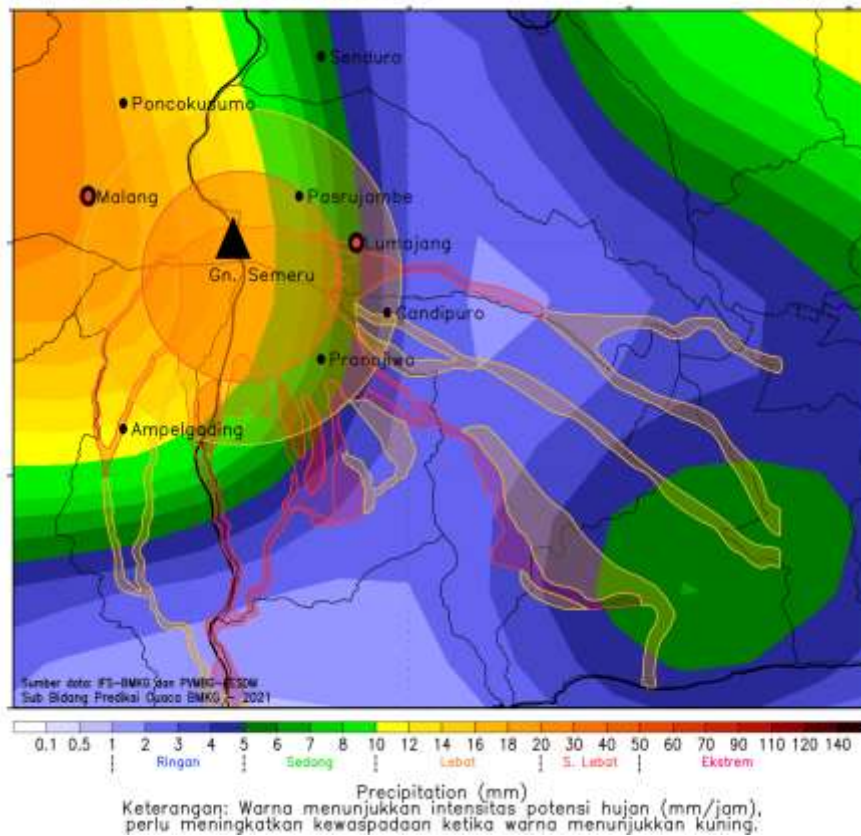 Senduro
Poncokusumo
Malang
Pasrujambe
Lumajang
Gn. Semeru
Candipuro
Pronojiwo
Ampelgading
Sumber data: IFS-BMKG dan PVMBG-ESDM
Sub Bidang Prediksi Cuaca BMKG - 2021
0.1 0.5 1 2 3 4 5 6 7 8 10 12 14 16 18 20 30 50 60 70 90 110 120 140
Ringan Sedang Lebat S. Lebat Ekstrem
Precipitation (mm)
Keterangan: Warna menunjukkan intensitas potensi hujan (mm/jam),
perlu meningkatkan kewaspadaan ketika warna menunjukkan kuning.